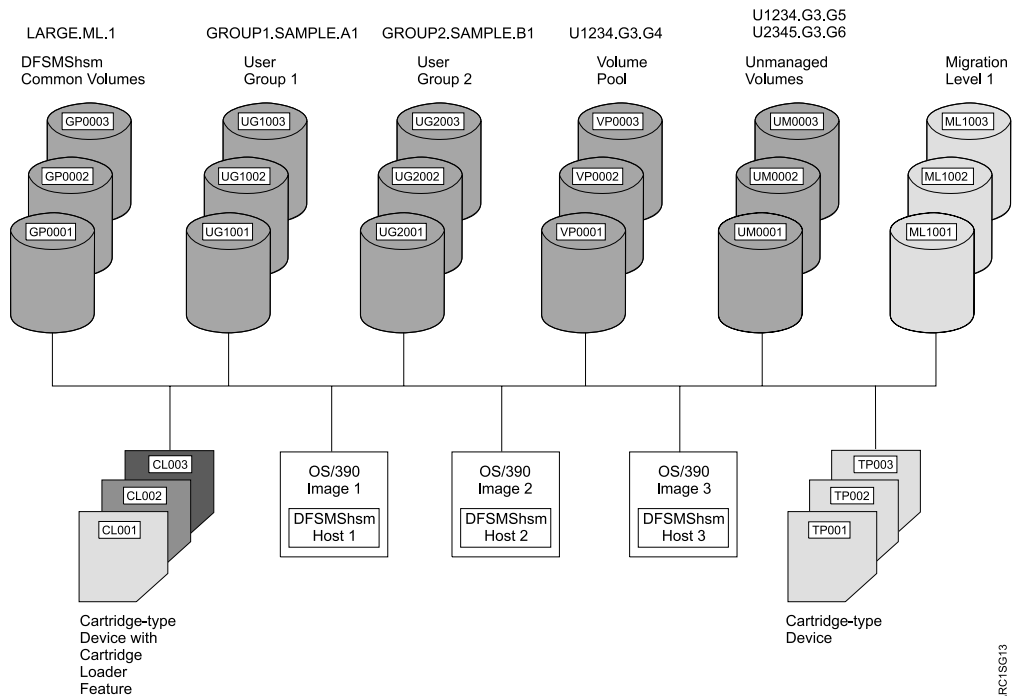 LARGE.ML.1
GROUP1.SAMPLE.A1
GROUP2.SAMPLE.B1
U1234.G3.G4
U1234.G3.G5
U2345.G3.G6
DFSMShsm
Common Volumes
User
Group 1
User
Group 2
Volume
Pool
Unmanaged
Volumes
Migration
Level 1
GP0003
GP0002
GP0001
UG1003
UG1002
UG1001
UG2003
UG2002
UG2001
VP0003
VP0002
VP0001
UM0003
UM0002
UM0001
ML1003
ML1002
ML1001
CL003
CL002
CL001
OS/390
Image 1
DFSMShsm
Host 1
OS/390
Image 2
DFSMShsm
Host 2
OS/390
Image 3
DFSMShsm
Host 3
TP003
TP002
TP001
Cartridge-type
Device with
Cartridge
Loader
Feature
Cartridge-type
Device
.RC1SG13